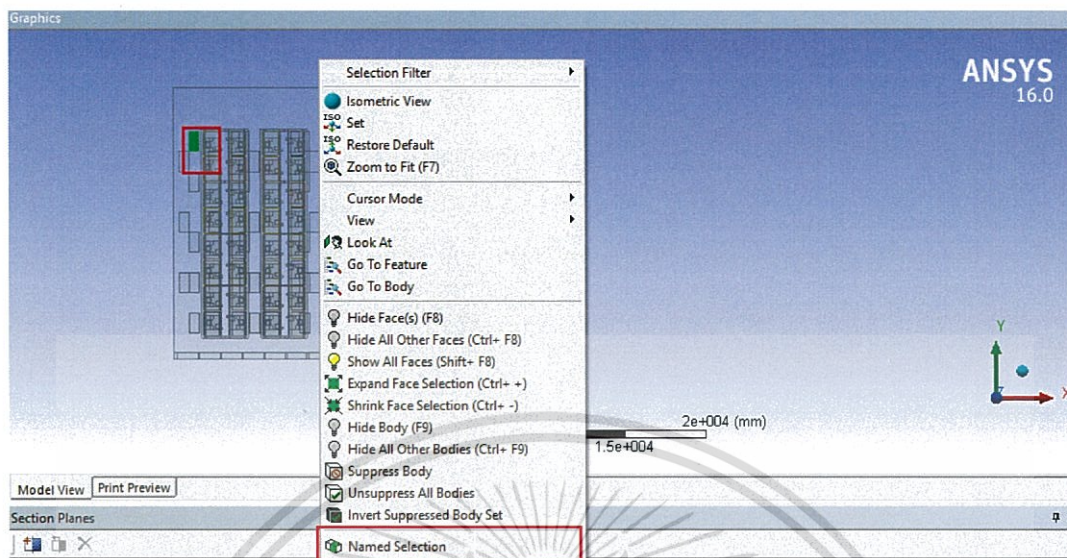 Graphics
ANSYS
16.0
Selection Filter
Isometric View
ISO Set
ISO Restore Default
Zoom to Fit (F7)
Cursor Mode
View
Look At
Go To Feature
Go To Body
Hide Face(s) (F8)
Hide All Other Faces (Ctrl+ F8)
Show All Faces (Shift+ F8)
Expand Face Selection (Ctrl+ +)
Shrink Face Selection (Ctrl+ -)
Hide Body (F9)
Hide All Other Bodies (Ctrl+ F9)
Suppress Body
Unsuppress All Bodies
Invert Suppressed Body Set
Named Selection
Y
Z
X
2e+004 (mm)
1.5e+004
Model View Print Preview
Section Planes